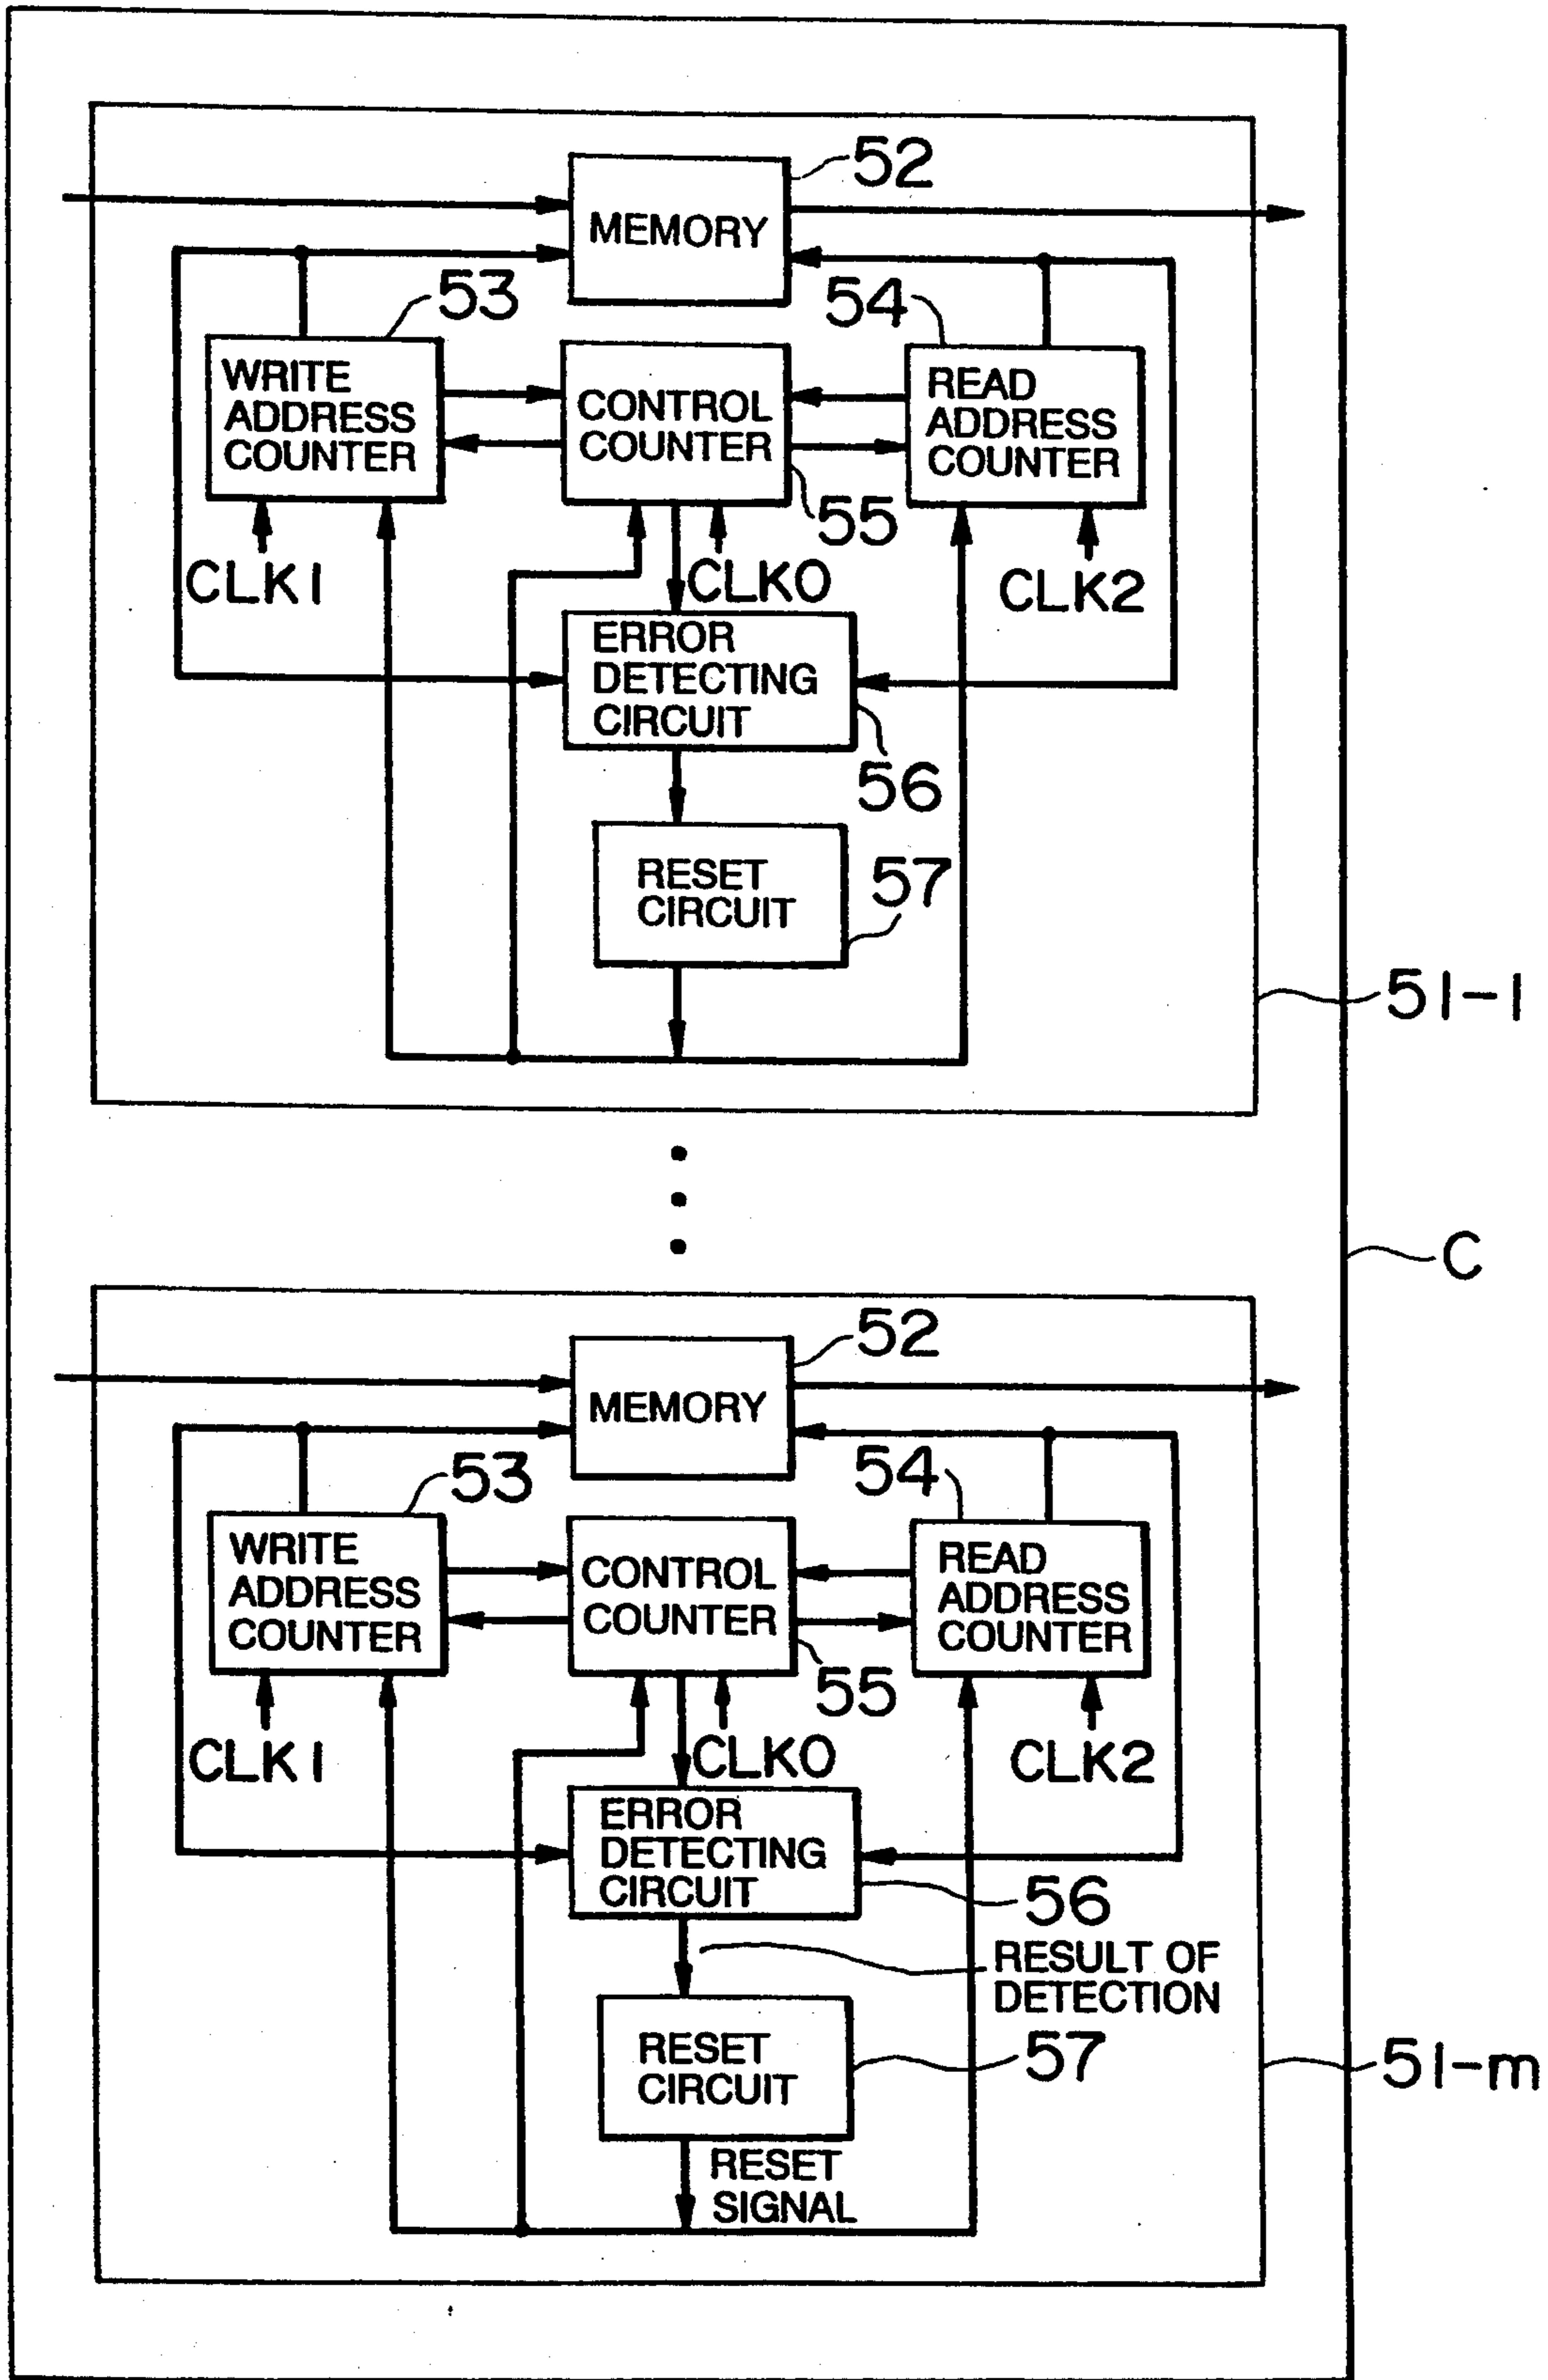 52
MEMORY
53
54
WRITE
ADDRESS
COUNTER
CONTROL
COUNTER
READ
ADDRESS
COUNTER
55
CLK1
CLK0
CLK2
ERROR
DETECTING
CIRCUIT
56
RESET
CIRCUIT
57
51-1
C
52
MEMORY
53
54
WRITE
ADDRESS
COUNTER
CONTROL
COUNTER
READ
ADDRESS
COUNTER
55
CLK1
CLK0
CLK2
ERROR
DETECTING
CIRCUIT
56
RESULT OF
DETECTION
RESET
CIRCUIT
57
51-m
RESET
SIGNAL